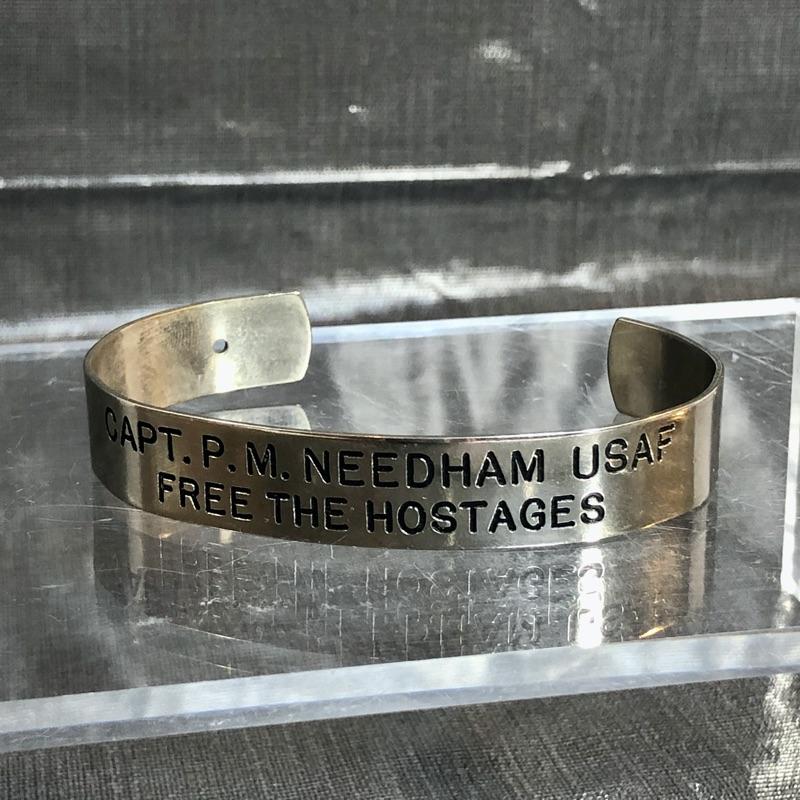 CAPT. P. M. NEEDHAM USAF
FREE THE HOSTAGES